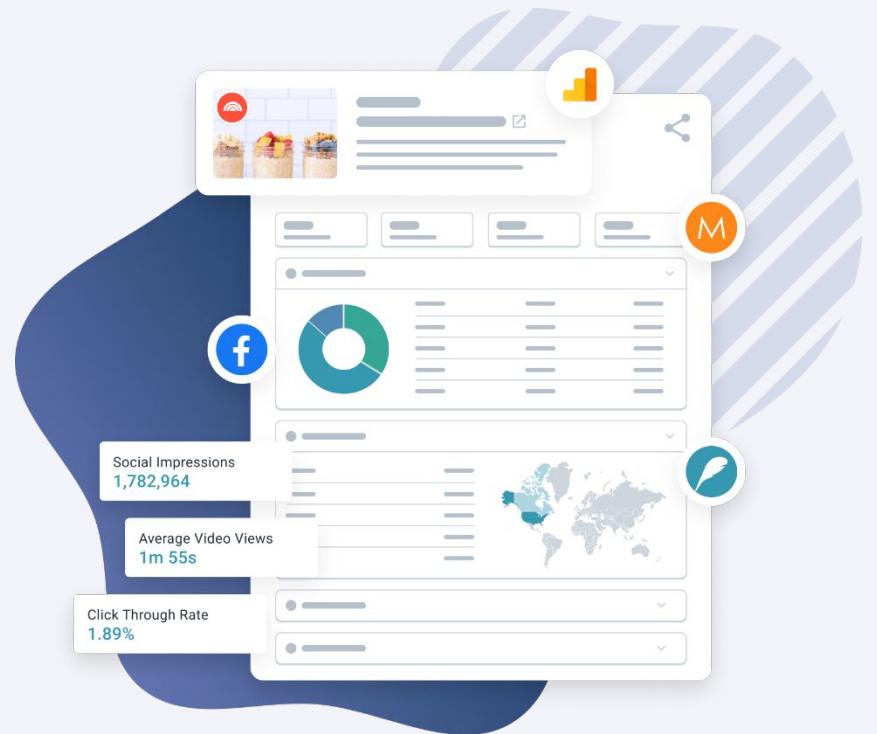 M
f
Social Impressions
1,782,964
Average Video Views
1m 55s
Click Through Rate
1.89%